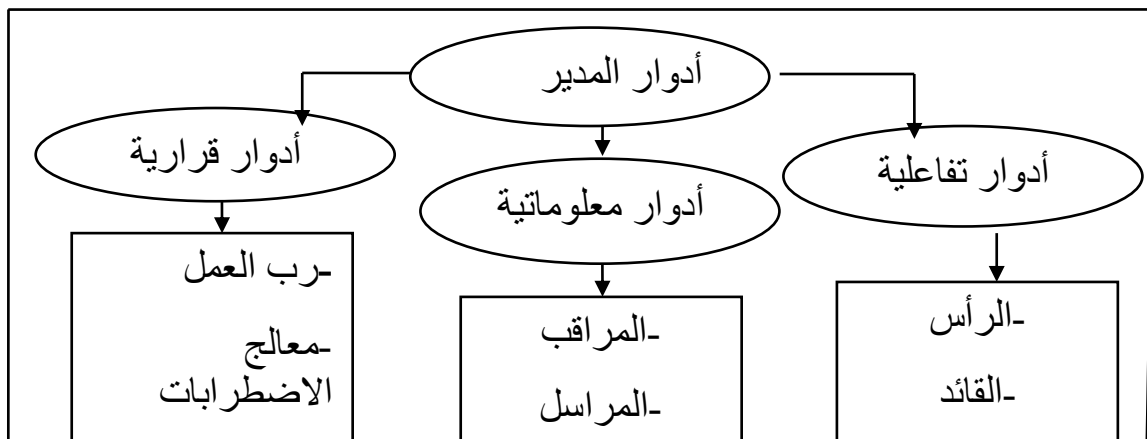 أدوار المدير
أدوار تفاعلية
-الرأس
-القائد
أدوار معلوماتية
-المراقب
-المراسل
أدوار قرارية
-رب العمل
-معالج
الاضطرابات